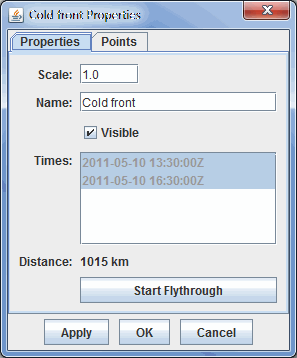 Cold front Properties
Properties Points
Scale: 1.0
Name: Cold front
Visible
Times: 2011-05-10 13:30:00Z
2011-05-10 16:30:00Z
Distance: 1015 km
Start Flythrough
Apply OK Cancel